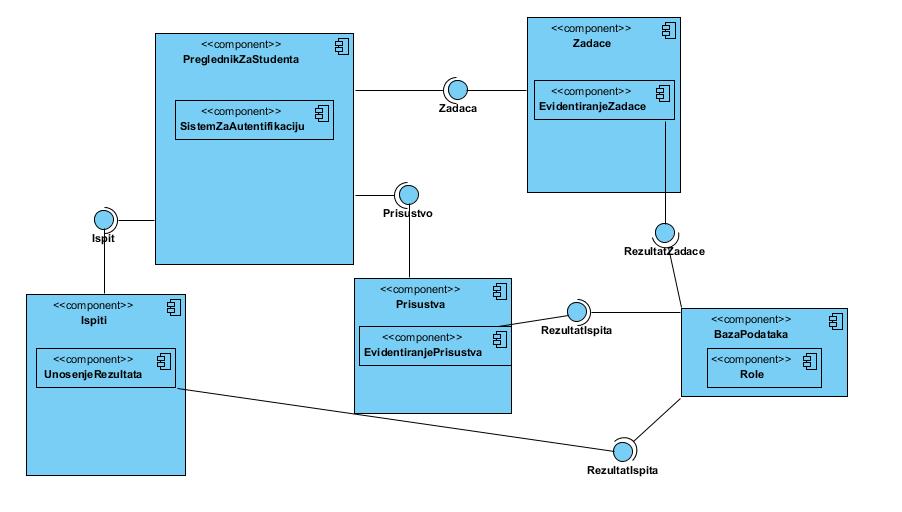 <<component>>
PreglednikZaStudenta
<<component>>
SistemZaAutentifikaciju
<<component>>
Zadace
<<component>>
EvidentiranjeZadace
Zadaca
Prisustvo
Ispit
RezultatZadace
<<component>>
Ispiti
<<component>>
UnosenjeRezultata
<<component>>
Prisustva
<<component>>
EvidentiranjePrisustva
RezultatIspita
<<component>>
BazaPodataka
<<component>>
Role
RezultatIspita